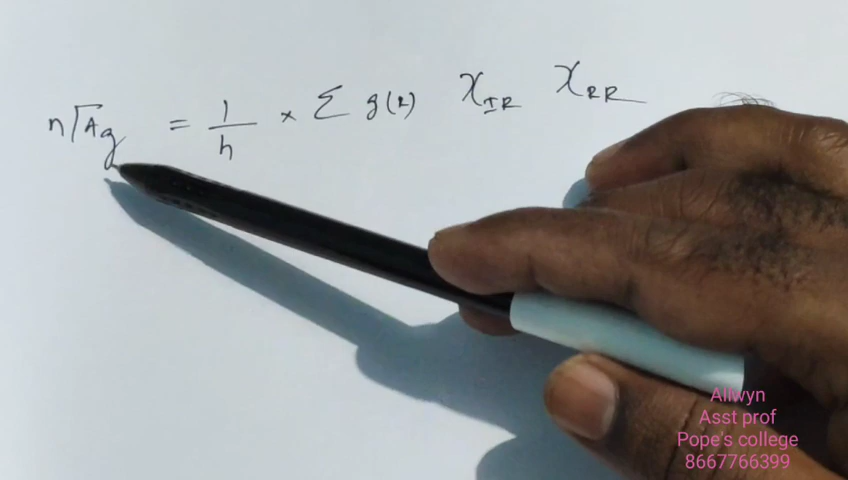 nΓAg = 1/h × Σ g(R) χIR χRR
Allwyn
Asst prof
Pope's college
8667766399